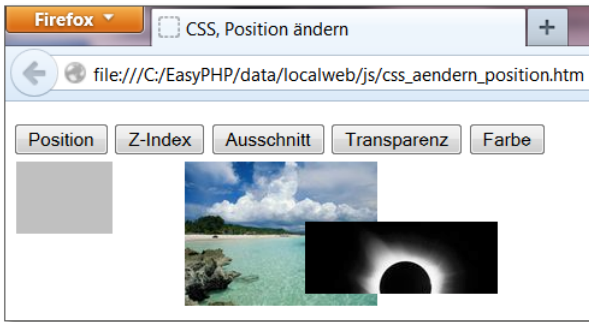 Firefox
CSS, Position ändern
+
file:///C:/EasyPHP/data/localweb/js/css_aendern_position.htm
Position Z-Index Ausschnitt Transparenz Farbe